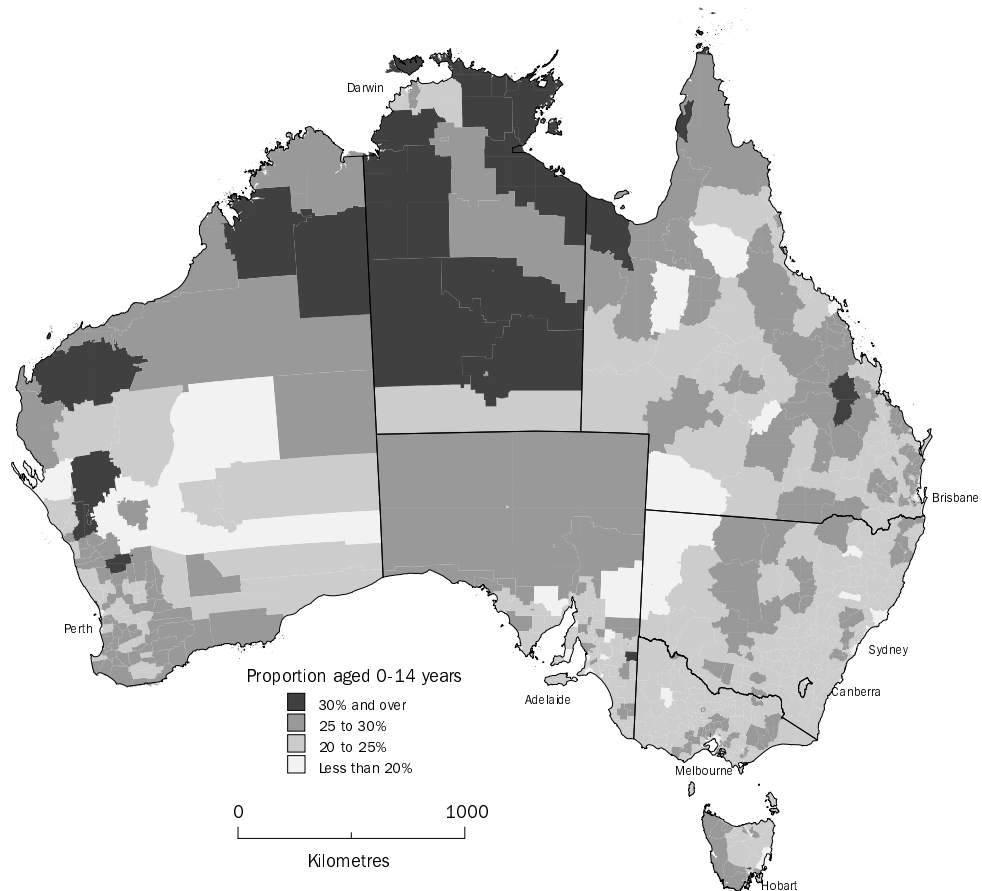 Darwin
Brisbane
Perth
Sydney
Proportion aged 0-14 years
Canberra
Adelaide
30% and over
25 to 30%
20 to 25%
Less than 20%
Melbourne
0 1000
Kilometres
Hobart